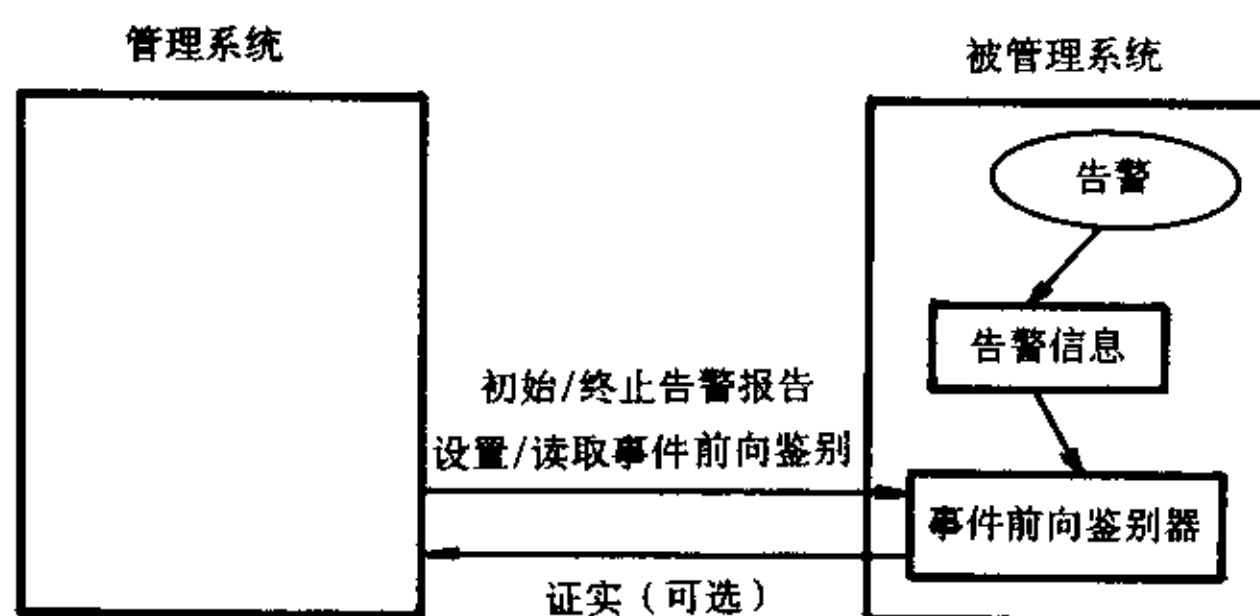 管理系统
被管理系统
告警
告警信息
初始/终止告警报告
设置/读取事件前向鉴别
事件前向鉴别器
证实(可选)